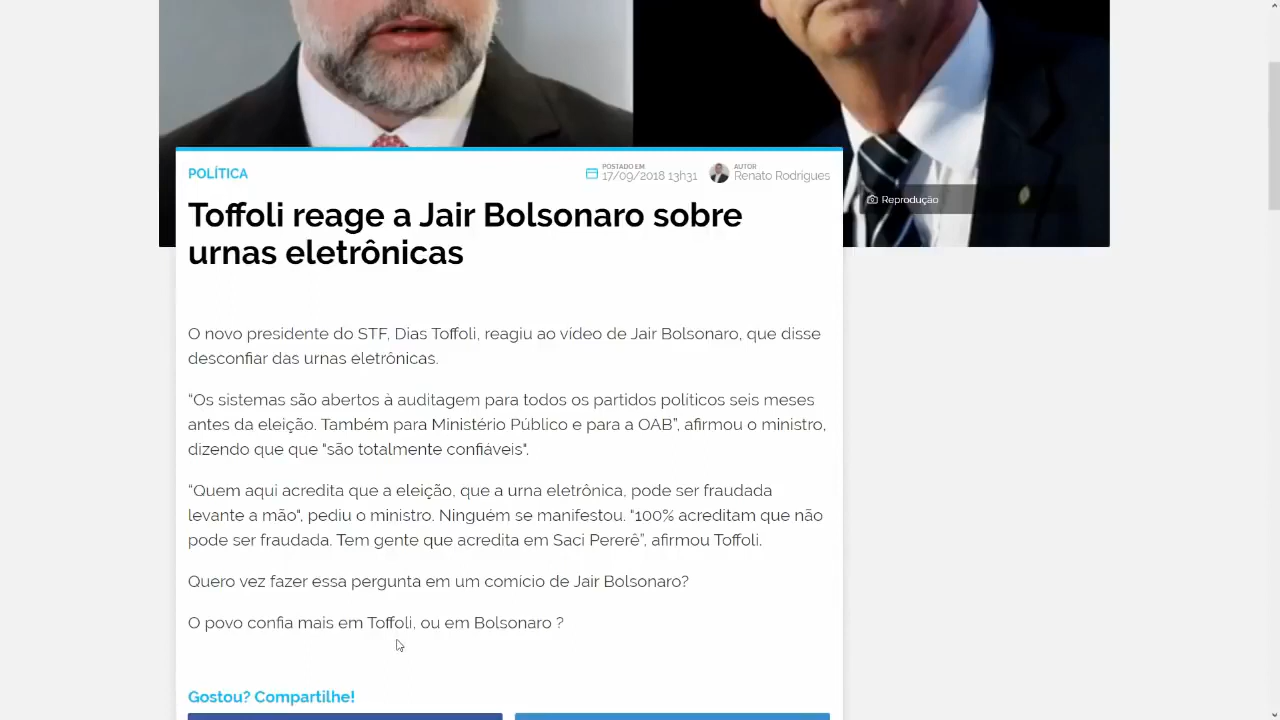 POLÍTICA
POSTADO EM
17/09/2018 13h31
AUTOR
Renato Rodrigues
Reprodução
Toffoli reage a Jair Bolsonaro sobre
urnas eletrônicas
O novo presidente do STF, Dias Toffoli, reagiu ao vídeo de Jair Bolsonaro, que disse
desconfiar das urnas eletrônicas.
“Os sistemas são abertos à auditagem para todos os partidos políticos seis meses
antes da eleição. Também para Ministério Público e para a OAB”, afirmou o ministro,
dizendo que que "são totalmente confiáveis".
“Quem aqui acredita que a eleição, que a urna eletrônica, pode ser fraudada
levante a mão", pediu o ministro. Ninguém se manifestou. "100% acreditam que não
pode ser fraudada. Tem gente que acredita em Saci Pererê”, afirmou Toffoli.
Quero vez fazer essa pergunta em um comício de Jair Bolsonaro?
O povo confia mais em Toffoli, ou em Bolsonaro ?
Gostou? Compartilhe!